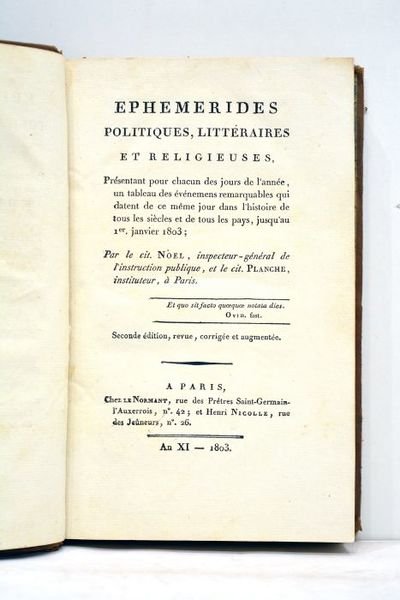 EPHEMERIDES
POLITIQUES, LITTÉRAIRES
ET RELIGIEUSES,
Présentant pour chacun des jours de l'année,
un tableau des événemens remarquables qui
datent de ce même jour dans l'histoire de
tous les siècles et de tous les pays, jusqu'au
1er. janvier 1803;
Par le cit. NOEL, inspecteur-général de
l'instruction publique, et le cit. PLANCHE,
instituteur, à Paris.
Et quo sit facto quæque notata dies.
OVID. fast.
Seconde édition, revue, corrigée et augmentée.
A PARIS,
Chez LE NORMANT, rue des Prêtres Saint-Germain-
l'Auxerrois, n°. 42; et Henri NICOLLE, rue
des Jeûneurs, n°. 26.
An XI — 1803.